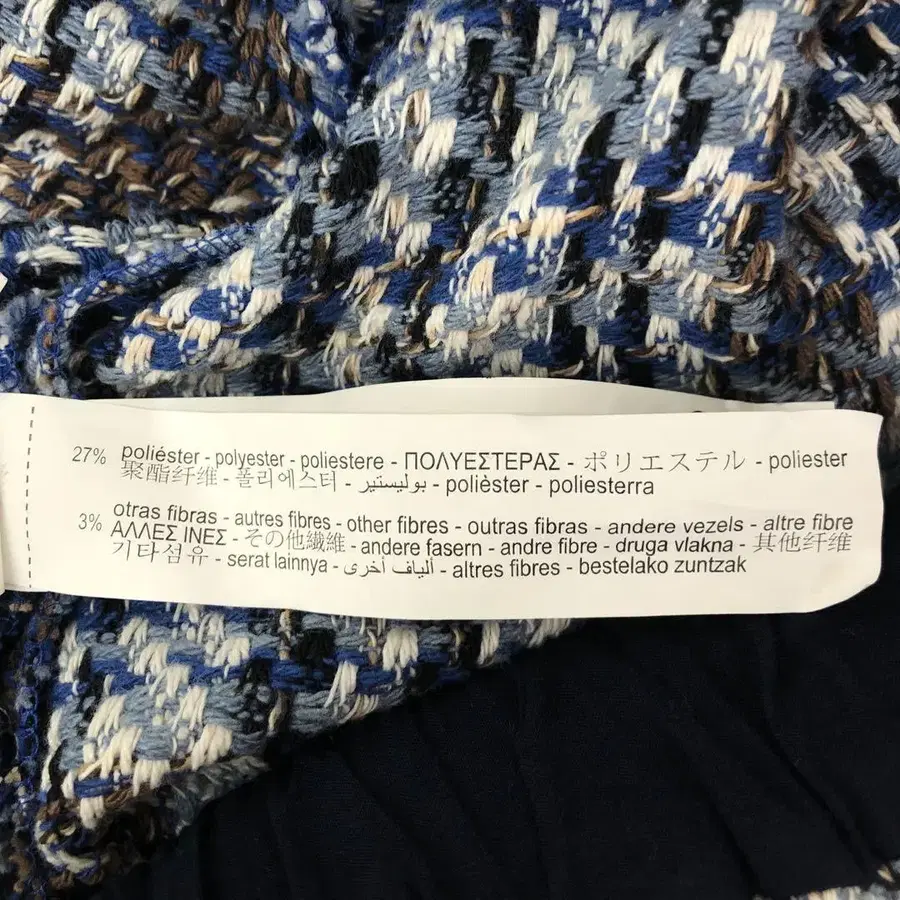 27% poliéster - polyester - poliestere - ΠΟΛΥΕΣΤΕΡΑΣ - ポリエステル - poliester
聚酯纤维 - 폴리에스터 - بوليستير - polièster - poliesterra
3% otras fibras - autres fibres - other fibres - outras fibras - andere vezels - altre fibre
ΑΛΛΕΣ ΙΝΕΣ - その他繊維 - andere fasern - andre fibre - druga vlakna - 其他纤维
기타섬유 - serat lainnya - ألياف أخرى - altres fibres - bestelako zuntzak